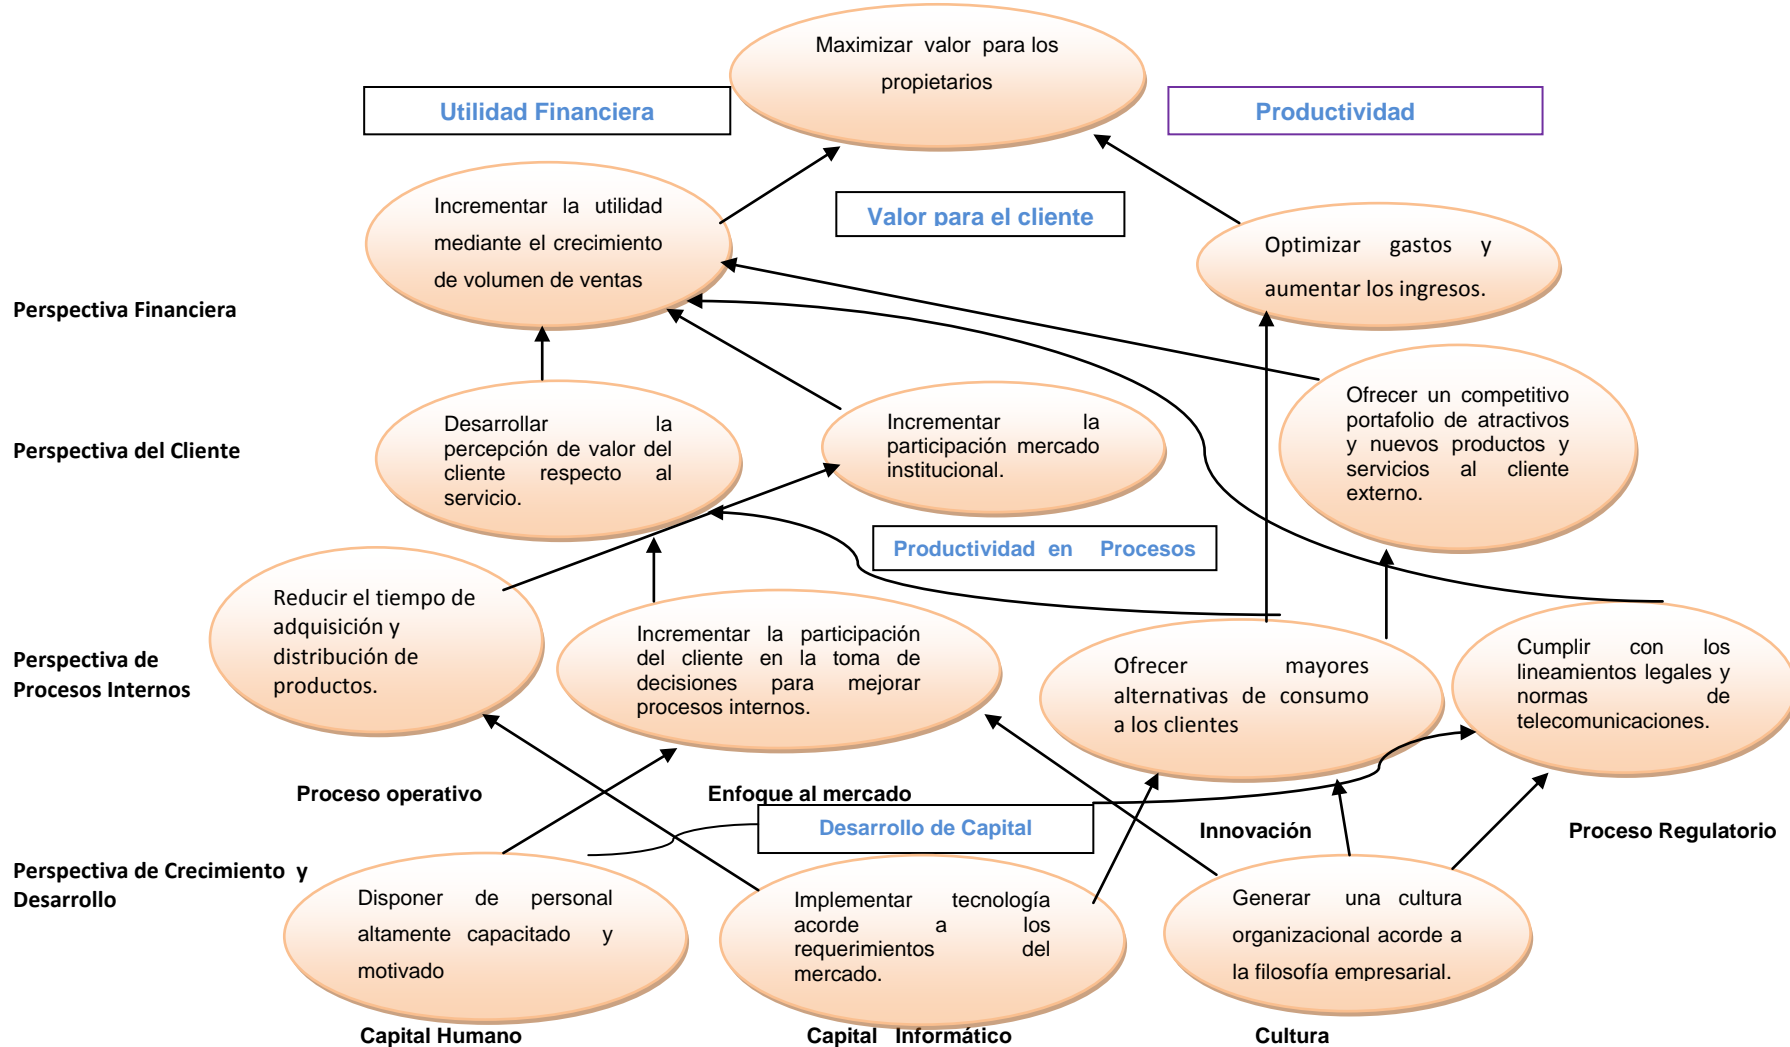 Maximizar valor para los
propietarios
Utilidad Financiera
Productividad
Incrementar la utilidad
mediante el crecimiento
de volumen de ventas
Valor para el cliente
Optimizar gastos y
aumentar los ingresos.
Perspectiva Financiera
Perspectiva del Cliente
Desarrollar la
percepción de valor del
cliente respecto al
servicio.
Incrementar la
participación mercado
institucional.
Ofrecer un competitivo
portafolio de atractivos
y nuevos productos y
servicios al cliente
externo.
Productividad en Procesos
Perspectiva de
Procesos Internos
Reducir el tiempo de
adquisición y
distribución de
productos.
Incrementar la participación
del cliente en la toma de
decisiones para mejorar
procesos internos.
Ofrecer mayores
alternativas de consumo
a los clientes
Cumplir con los
lineamientos legales y
normas de
telecomunicaciones.
Proceso operativo
Enfoque al mercado
Innovación
Proceso Regulatorio
Desarrollo de Capital
Perspectiva de Crecimiento y
Desarrollo
Disponer de personal
altamente capacitado y
motivado
Implementar tecnología
acorde a los
requerimientos del
mercado.
Generar una cultura
organizacional acorde a
la filosofía empresarial.
Capital Humano
Capital Informático
Cultura